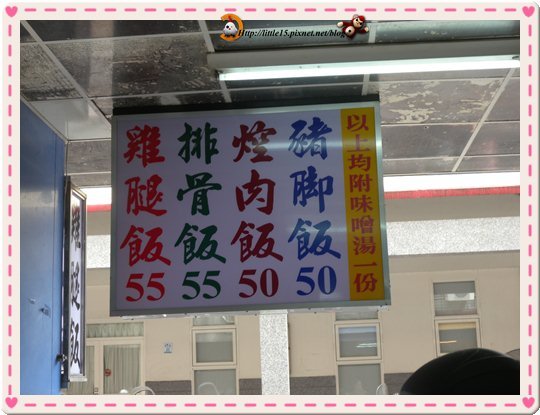 Http://little15.pixnet.net/blog
以上均附味噌湯一份
豬脚飯 50
焢肉飯 50
排骨飯 55
雞腿飯 55
雞腿飯